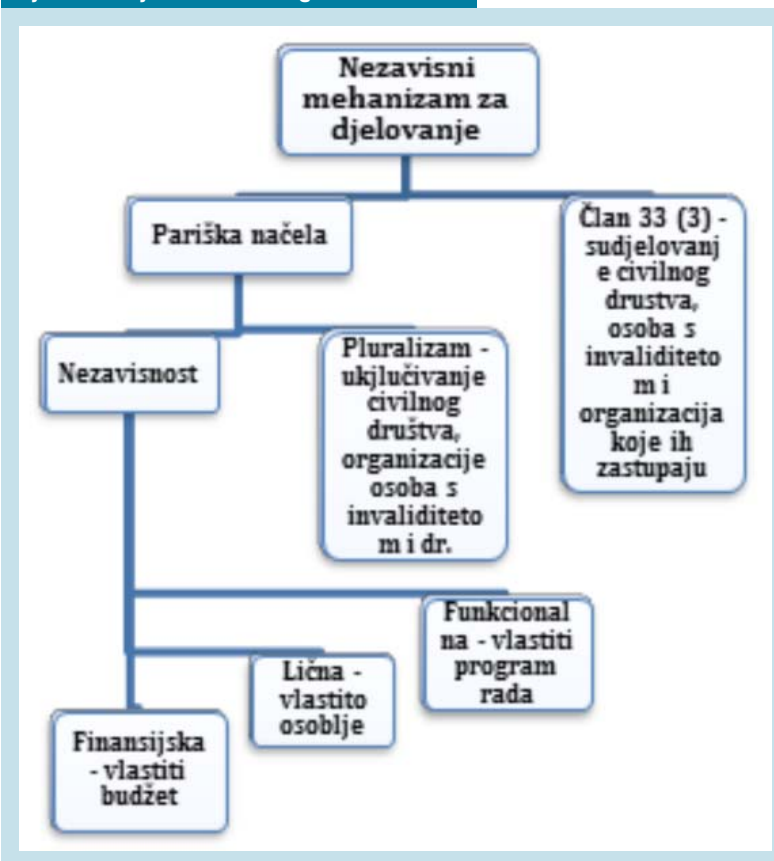 Nezavisni
mehanizam za
djelovanje
Pariška načela
Član 33 (3) -
sudjelovanj
e civilnog
drustva,
osoba s
invaliditeto
m i
organizacija
koje ih
zastupaju
Nezavisnost
Pluralizam -
ukjlučivanje
civilnog
društva,
organizacije
osoba s
invaliditeto
m i dr.
Funkcional
na - vlastiti
program
rada
Lična -
vlastito
osoblje
Finansijska
- vlastiti
budžet